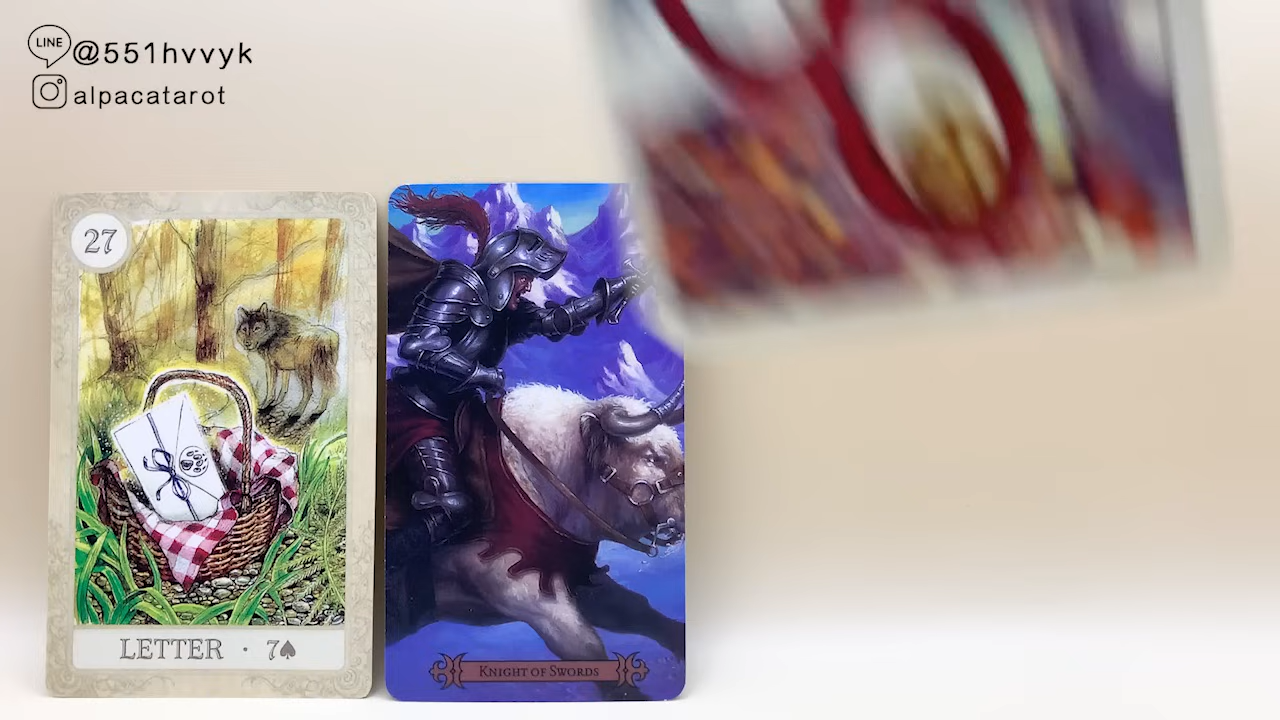 LINE @551hvvyk
alpacatarot
27
LETTER · 7♠
KNIGHT OF SWORDS